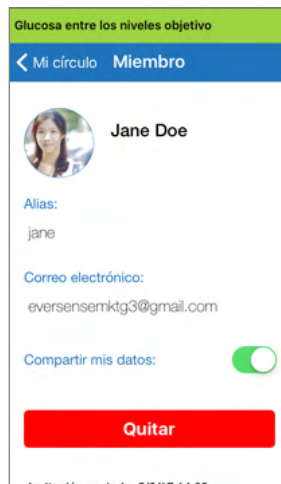 Glucosa entre los niveles objetivo
Mi círculo Miembro
Jane Doe
Alias:
jane
Correo electrónico:
eversensemktg3@gmail.com
Compartir mis datos:
Quitar